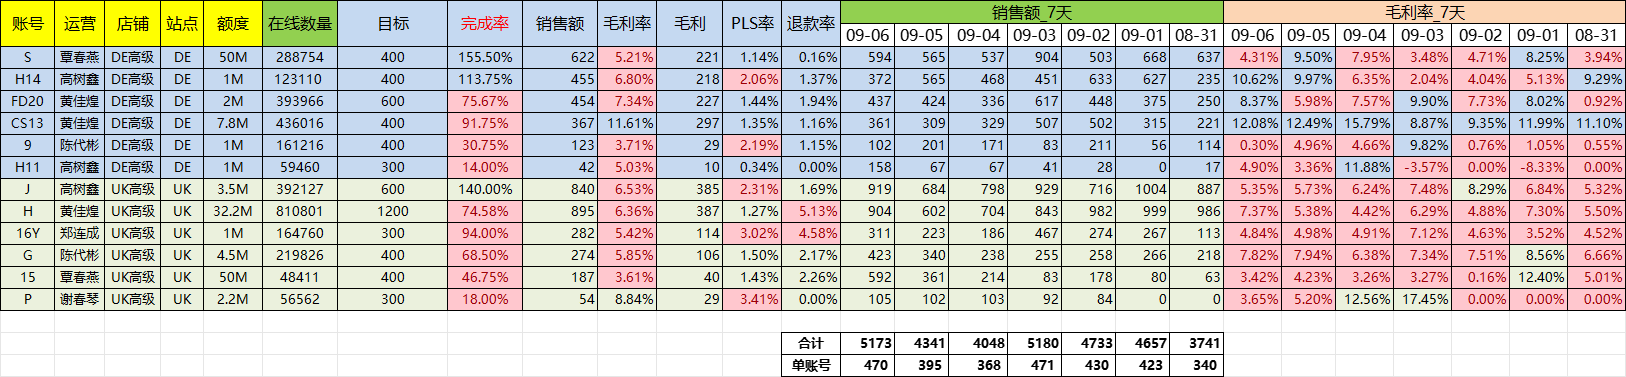 账号 运营 店铺 站点 额度 在线数量 目标 完成率 销售额 毛利率 毛利 PLS率 退款率 销售额_7天 毛利率_7天
09-06 09-05 09-04 09-03 09-02 09-01 08-31 09-06 09-05 09-04 09-03 09-02 09-01 08-31
S 覃春燕 DE高级 DE 50M 288754 400 155.50% 622 5.21% 221 1.14% 0.16% 594 565 537 904 503 668 637 4.31% 9.50% 7.95% 3.48% 4.71% 8.25% 3.94%
H14 高树鑫 DE高级 DE 1M 123110 400 113.75% 455 6.80% 218 2.06% 1.37% 372 565 468 451 633 627 235 10.62% 9.97% 6.35% 2.04% 4.04% 5.13% 9.29%
FD20 黄佳煌 DE高级 DE 2M 393966 600 75.67% 454 7.34% 227 1.44% 1.94% 437 424 336 617 448 375 250 8.37% 5.98% 7.57% 9.90% 7.73% 8.02% 0.92%
CS13 黄佳煌 DE高级 DE 7.8M 436016 400 91.75% 367 11.61% 297 1.35% 1.16% 361 309 329 507 502 315 221 12.08% 12.49% 15.79% 8.87% 9.35% 11.99% 11.10%
9 陈代彬 DE高级 DE 1M 161216 400 30.75% 123 3.71% 29 2.19% 1.15% 102 201 171 83 211 56 114 0.30% 4.96% 4.66% 9.82% 0.76% 1.05% 0.55%
H11 高树鑫 DE高级 DE 1M 59460 300 14.00% 42 5.03% 10 0.34% 0.00% 158 67 67 41 28 0 17 4.90% 3.36% 11.88% -3.57% 0.00% -8.33% 0.00%
J 高树鑫 UK高级 UK 3.5M 392127 600 140.00% 840 6.53% 385 2.31% 1.69% 919 684 798 929 716 1004 887 5.35% 5.73% 6.24% 7.48% 8.29% 6.84% 5.32%
H 黄佳煌 UK高级 UK 32.2M 810801 1200 74.58% 895 6.36% 387 1.27% 5.13% 904 602 704 843 982 999 986 7.37% 5.38% 4.42% 6.29% 4.88% 7.30% 5.50%
16Y 郑连成 UK高级 UK 1M 164760 300 94.00% 282 5.42% 114 3.02% 4.58% 311 223 186 467 274 267 113 4.84% 4.98% 4.91% 7.12% 4.63% 3.52% 4.52%
G 陈代彬 UK高级 UK 4.5M 219826 400 68.50% 274 5.85% 106 1.50% 2.17% 423 340 238 255 258 266 218 7.82% 7.94% 6.38% 7.34% 7.51% 8.56% 6.66%
15 覃春燕 UK高级 UK 50M 48411 400 46.75% 187 3.61% 40 1.43% 2.26% 592 361 214 83 178 80 63 3.42% 4.23% 3.26% 3.27% 0.16% 12.40% 5.01%
P 谢春琴 UK高级 UK 2.2M 56562 300 18.00% 54 8.84% 29 3.41% 0.00% 105 102 103 92 84 0 0 3.65% 5.20% 12.56% 17.45% 0.00% 0.00% 0.00%
合计 5173 4341 4048 5180 4733 4657 3741
单账号 470 395 368 471 430 423 340